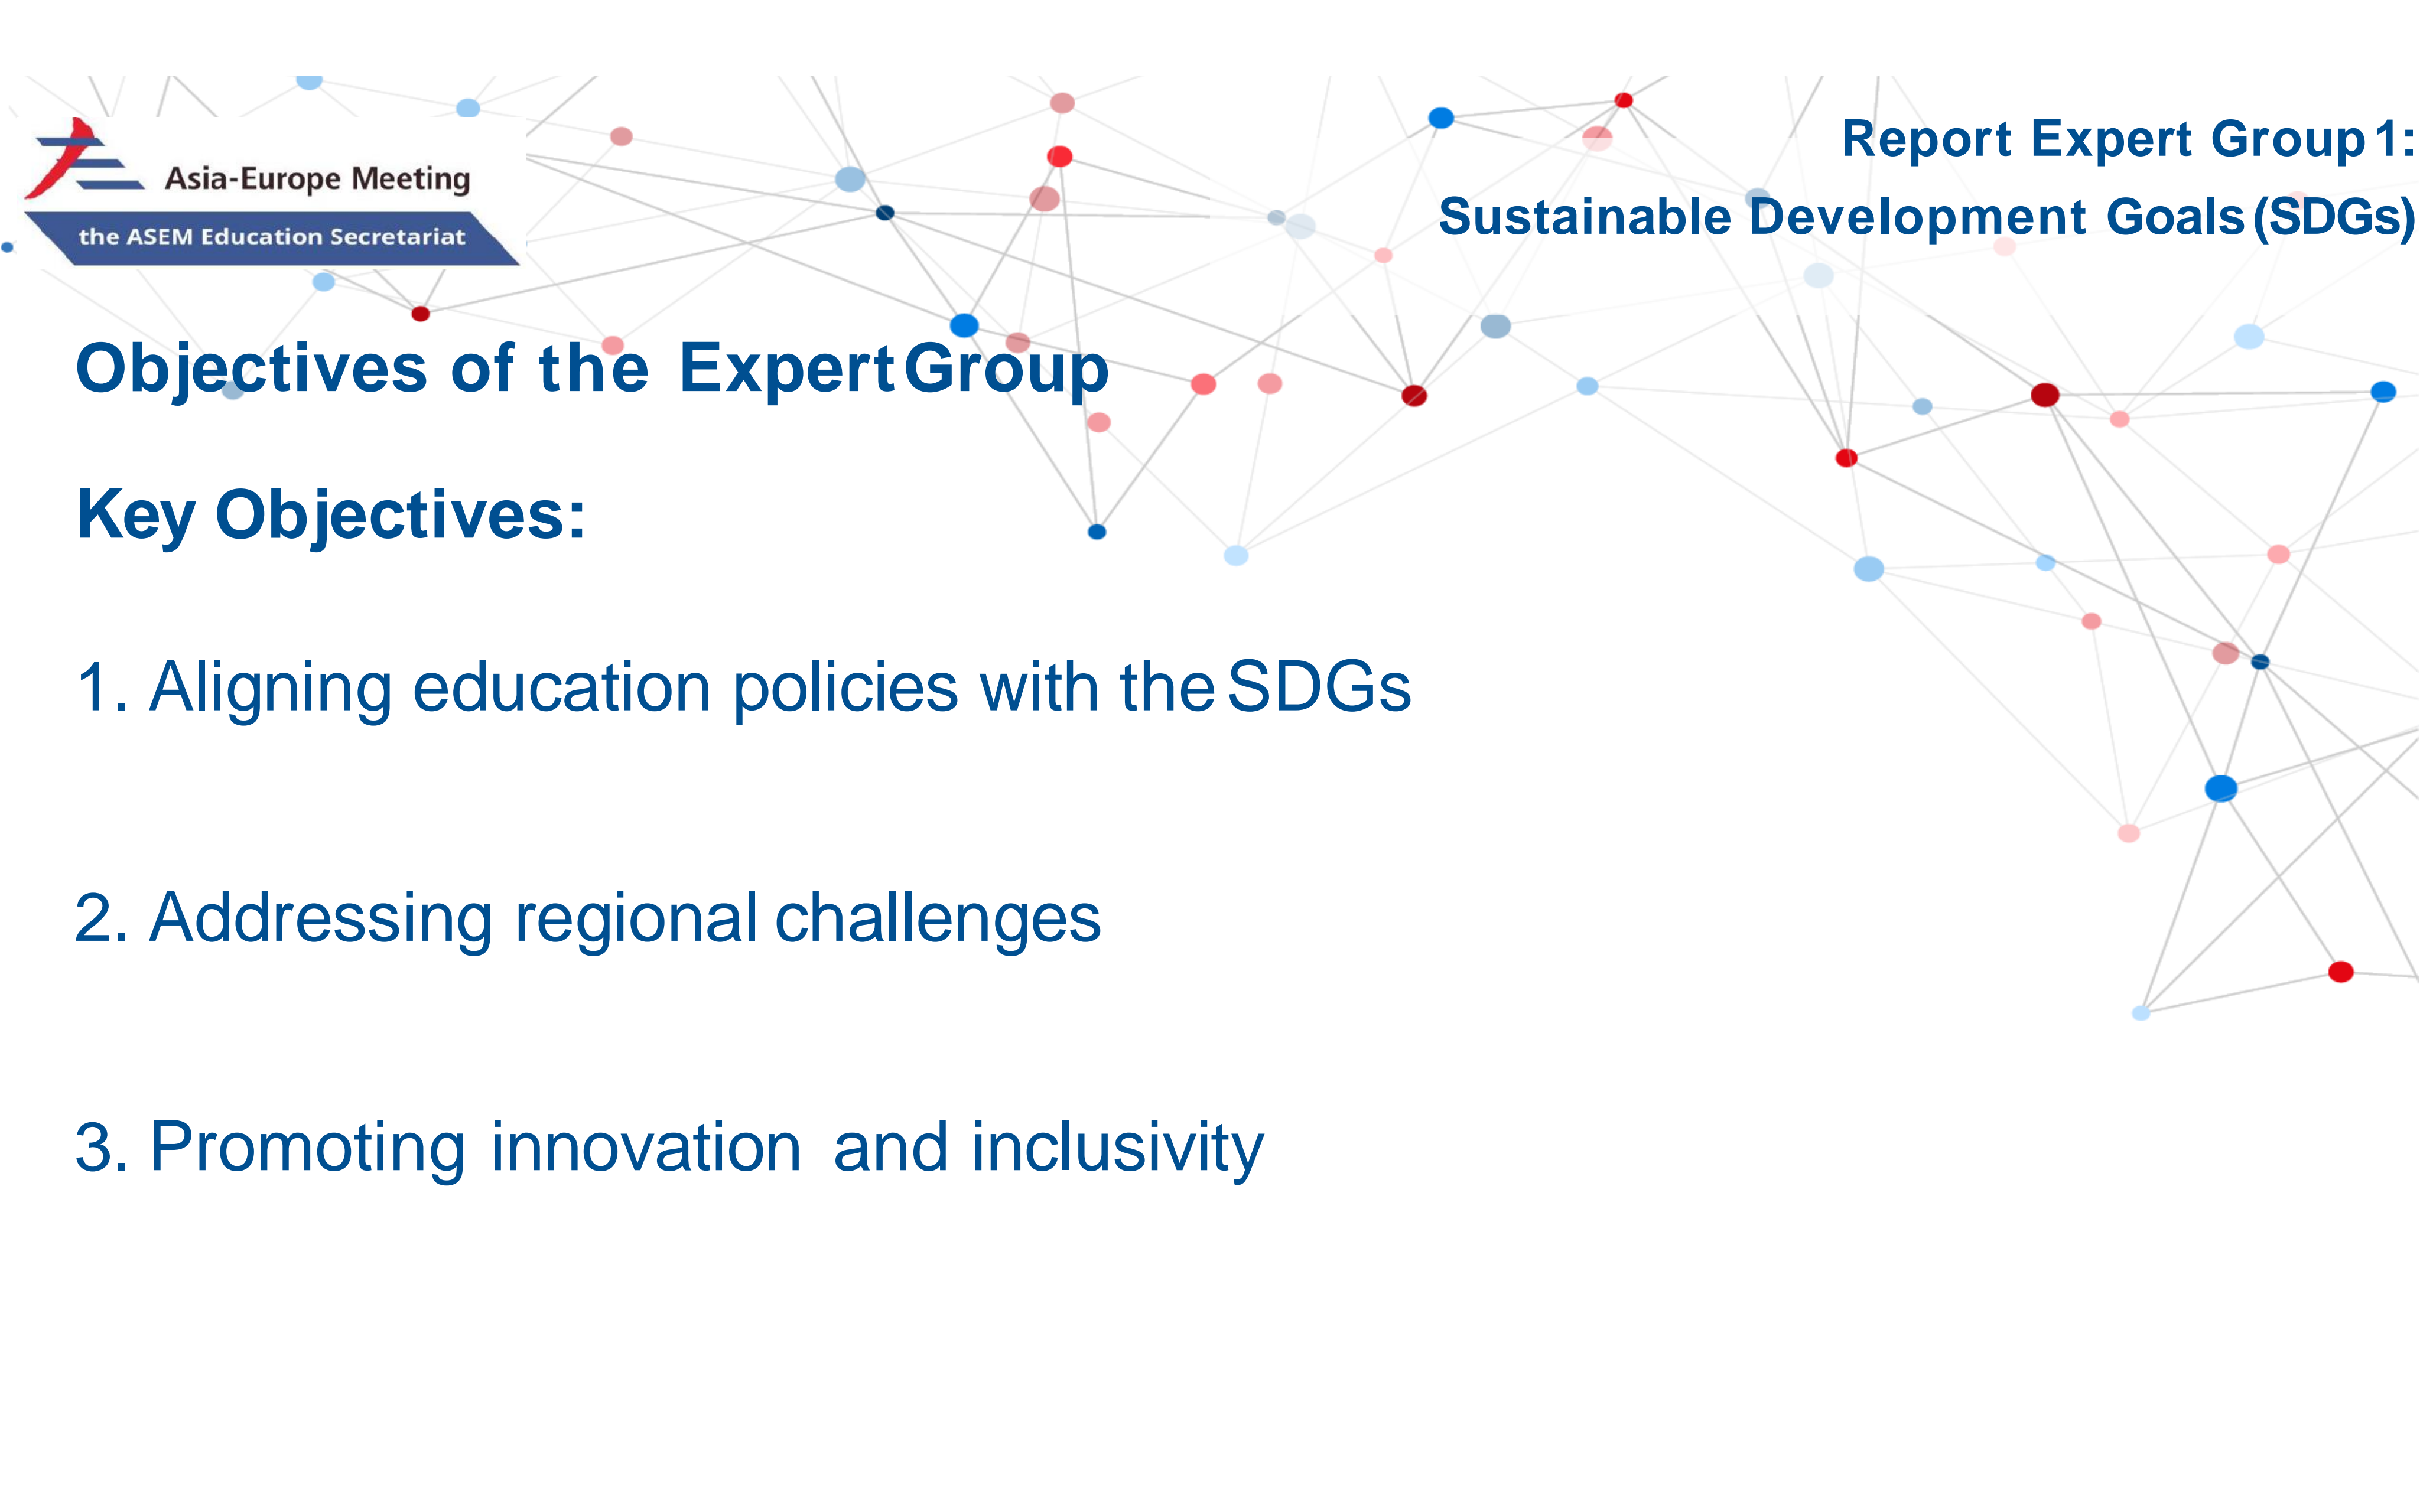 Asia-Europe Meeting
the ASEM Education Secretariat
Report Expert Group 1:
Sustainable Development Goals (SDGs)
Objectives of the Expert Group
Key Objectives:
1. Aligning education policies with the SDGs
2. Addressing regional challenges
3. Promoting innovation and inclusivity